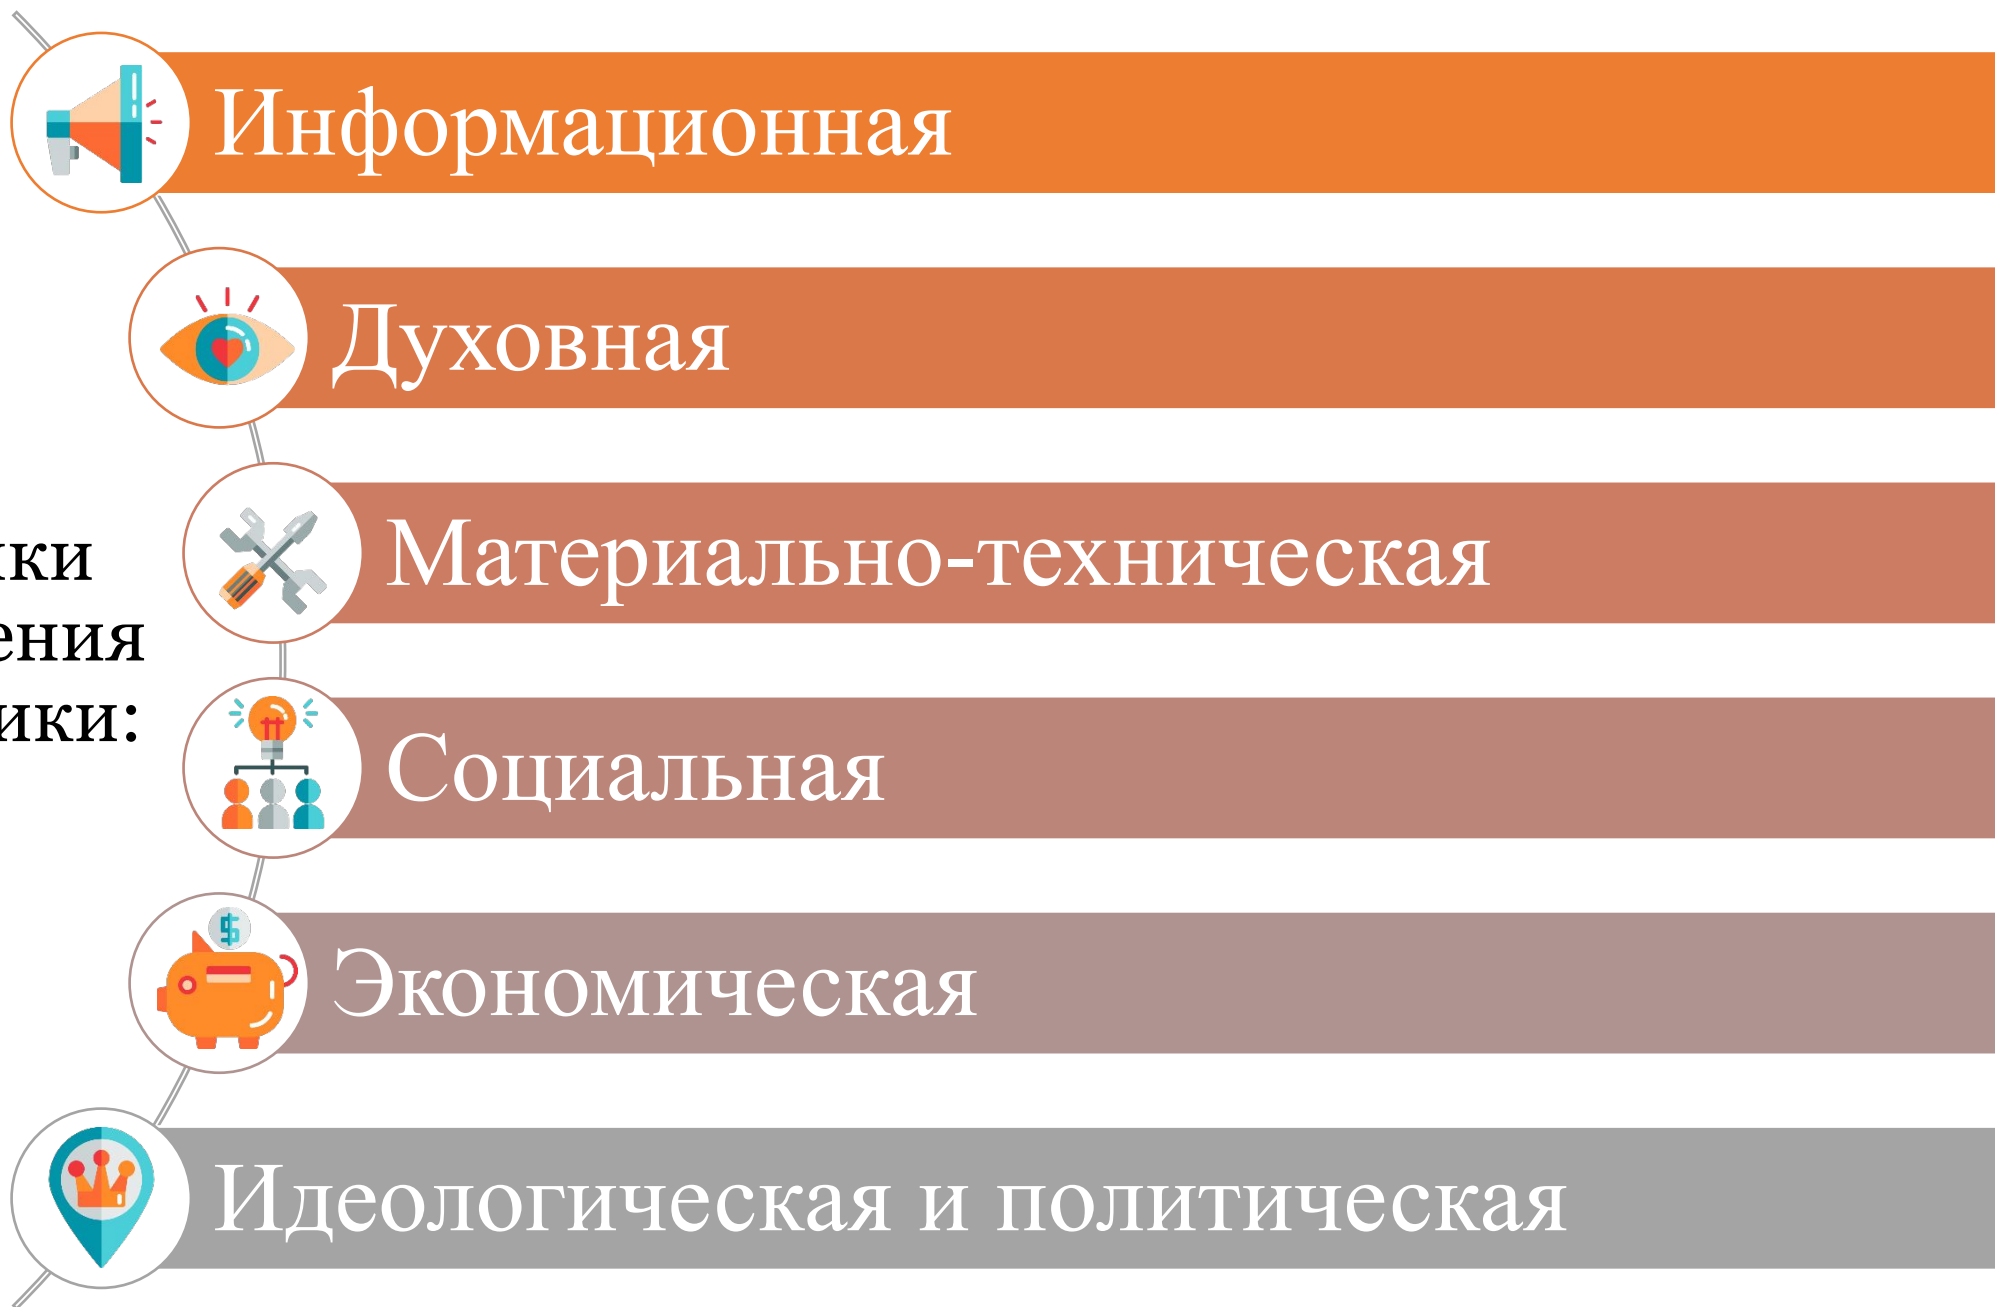 Информационная
Духовная
Материально-техническая
Социальная
Экономическая
Идеологическая и политическая